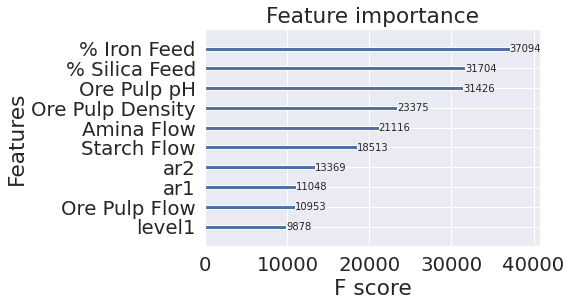 Feature importance
Features
% Iron Feed 37094
% Silica Feed 31704
Ore Pulp pH 31426
Ore Pulp Density 23375
Amina Flow 21116
Starch Flow 18513
ar2 13369
ar1 11048
Ore Pulp Flow 10953
level1 9878
0 10000 20000 30000 40000
F score